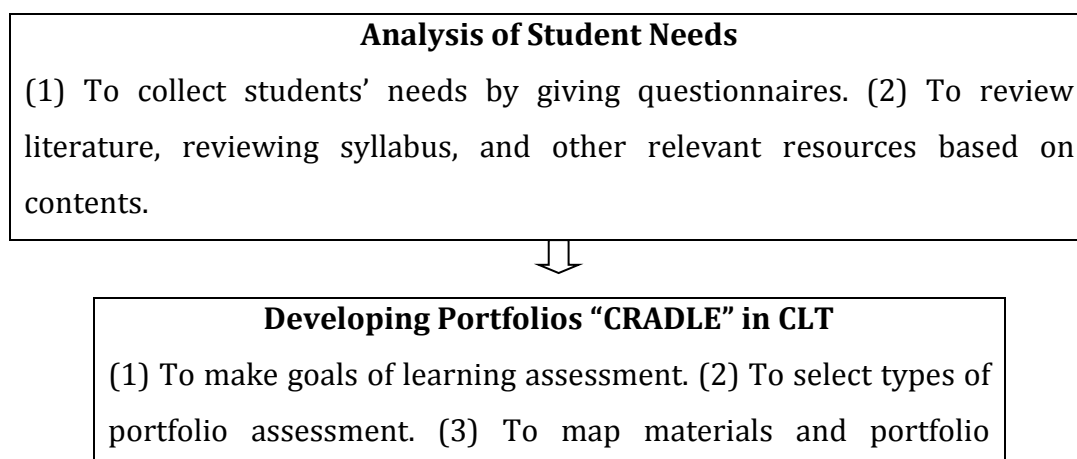 Analysis of Student Needs
(1) To collect students’ needs by giving questionnaires. (2) To review
literature, reviewing syllabus, and other relevant resources based on
contents.
Developing Portfolios “CRADLE” in CLT
(1) To make goals of learning assessment. (2) To select types of
portfolio assessment. (3) To map materials and portfolio